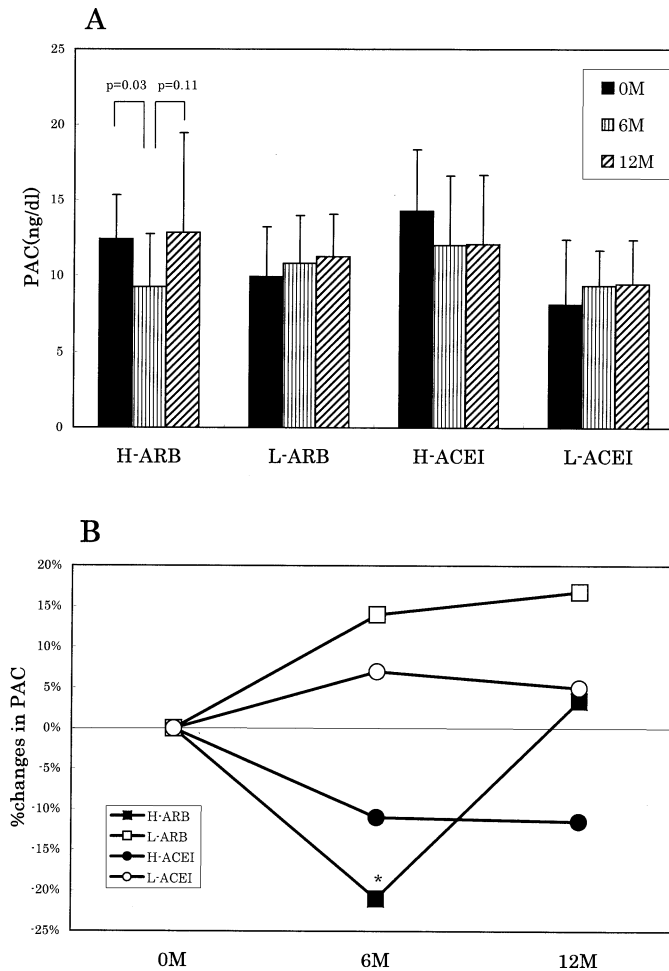 A
25
p=0.03 p=0.11
0M
6M
12M
20
15
10
5
0
PAC(ng/dl)
H-ARB L-ARB H-ACEI L-ACEI
B
20%
15%
10%
5%
0%
-5%
-10%
-15%
-20%
-25%
%changes in PAC
H-ARB
L-ARB
H-ACEI
L-ACEI
*
0M 6M 12M